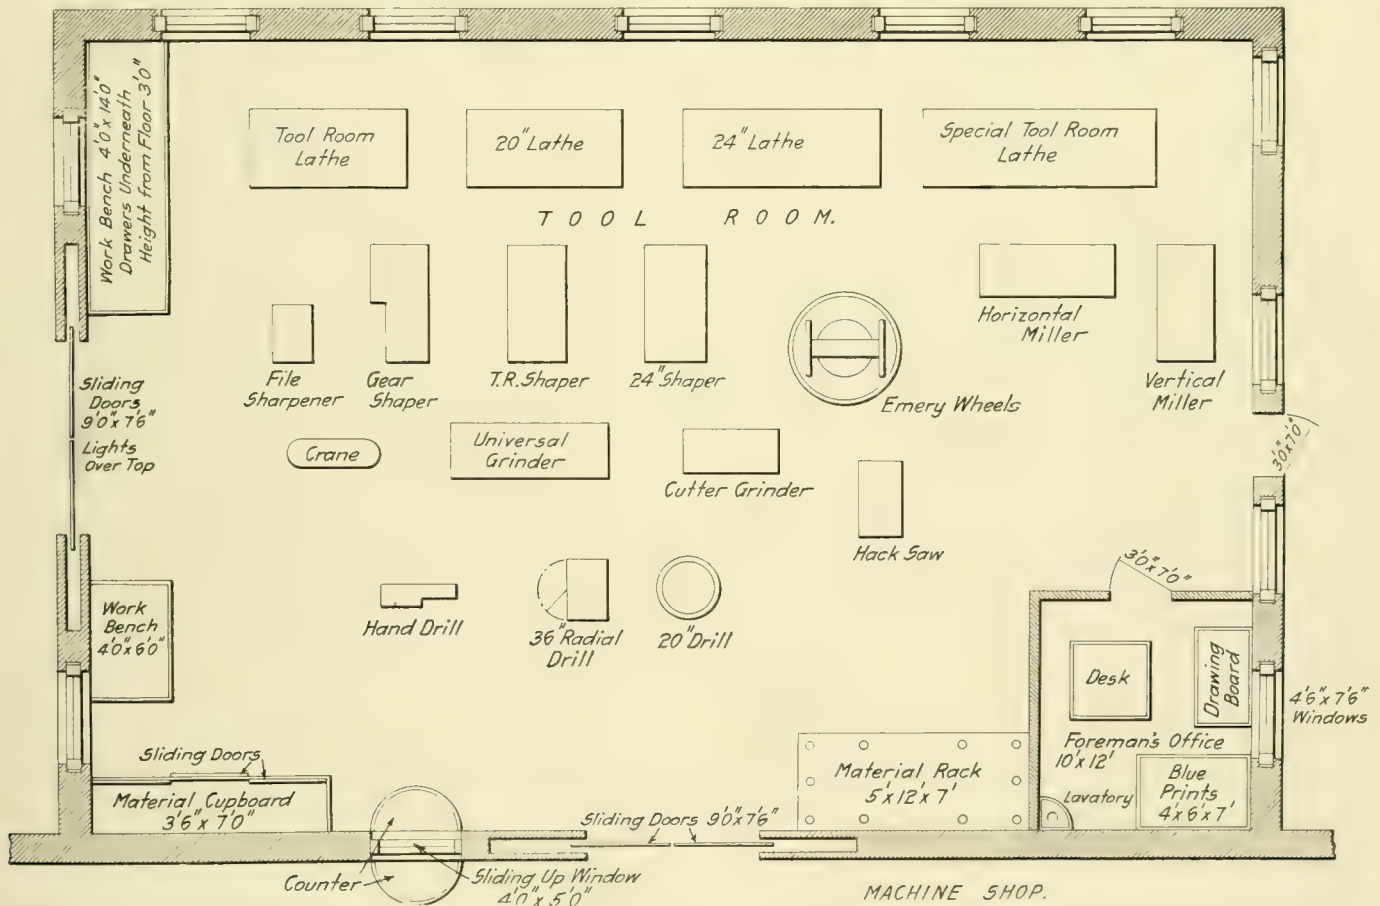 Work Bench 4'0"x 14'0"
Drawers Underneath
Height from Floor 3'0"
Tool Room
Lathe
20" Lathe
24" Lathe
Special Tool Room
Lathe
TOOL ROOM.
File
Sharpener
Gear
Shaper
T.R. Shaper
24" Shaper
Emery Wheels
Horizontal
Miller
Vertical
Miller
Sliding
Doors
9'0"x 7'6"
Lights
Over Top
Crane
Universal
Grinder
Cutter Grinder
Hack Saw
3'0"x 7'0"
Work
Bench
4'0"x 6'0"
Hand Drill
36" Radial
Drill
20" Drill
3'0"x 7'0"
Desk
Drawing
Board
4'6"x 7'6"
Windows
Foreman's Office
10'x 12'
Sliding Doors
Material Cupboard
3'6"x 7'0"
Material Rack
5'x 12'x 7'
Lavatory
Blue
Prints
4'x 6'x 7'
Sliding Doors 9'0"x 7'6"
Counter
Sliding Up Window
4'0"x 5'0"
MACHINE SHOP.